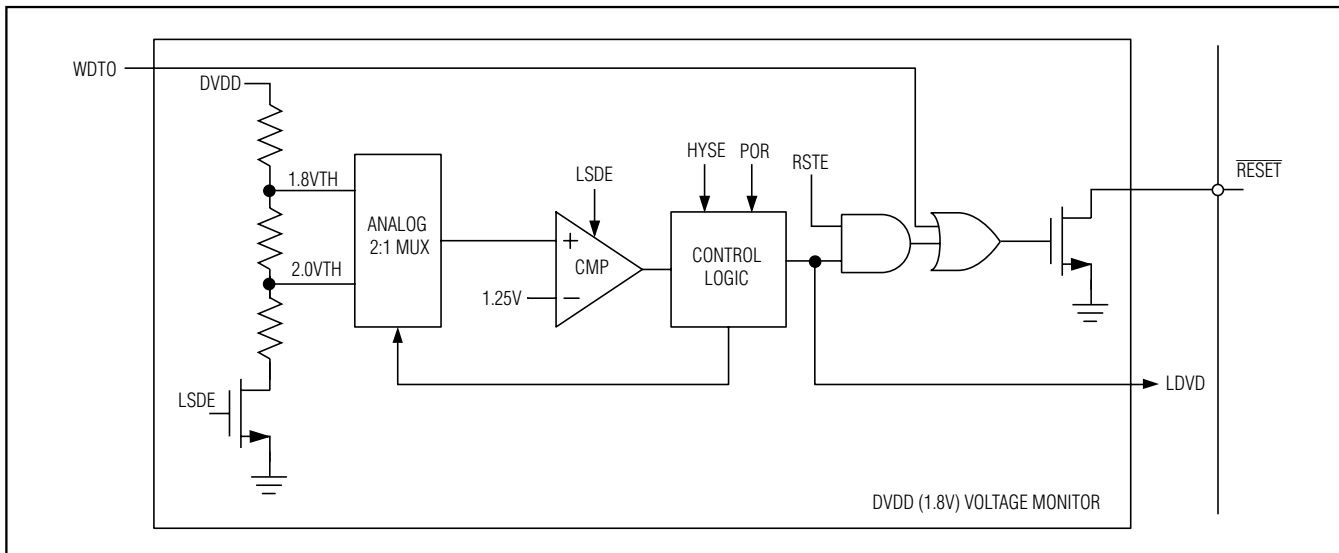 WDTO
DVDD
1.8VTH
2.0VTH
LSDE
ANALOG
2:1 MUX
LSDE
+
CMP
1.25V
−
HYSE
POR
CONTROL
LOGIC
RSTE
RESET
LDVD
DVDD (1.8V) VOLTAGE MONITOR